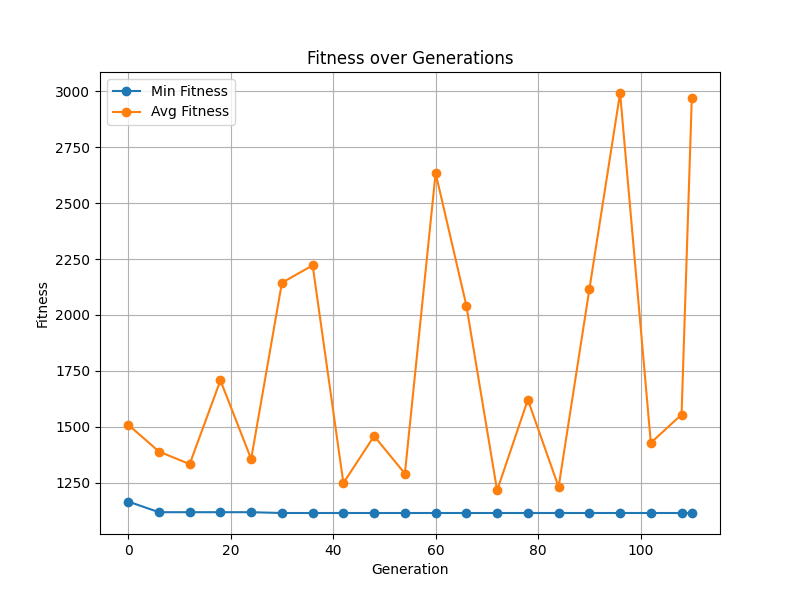 Fitness over Generations
Min Fitness
Avg Fitness
3000
2750
2500
2250
2000
1750
1500
1250
Fitness
0 20 40 60 80 100
Generation